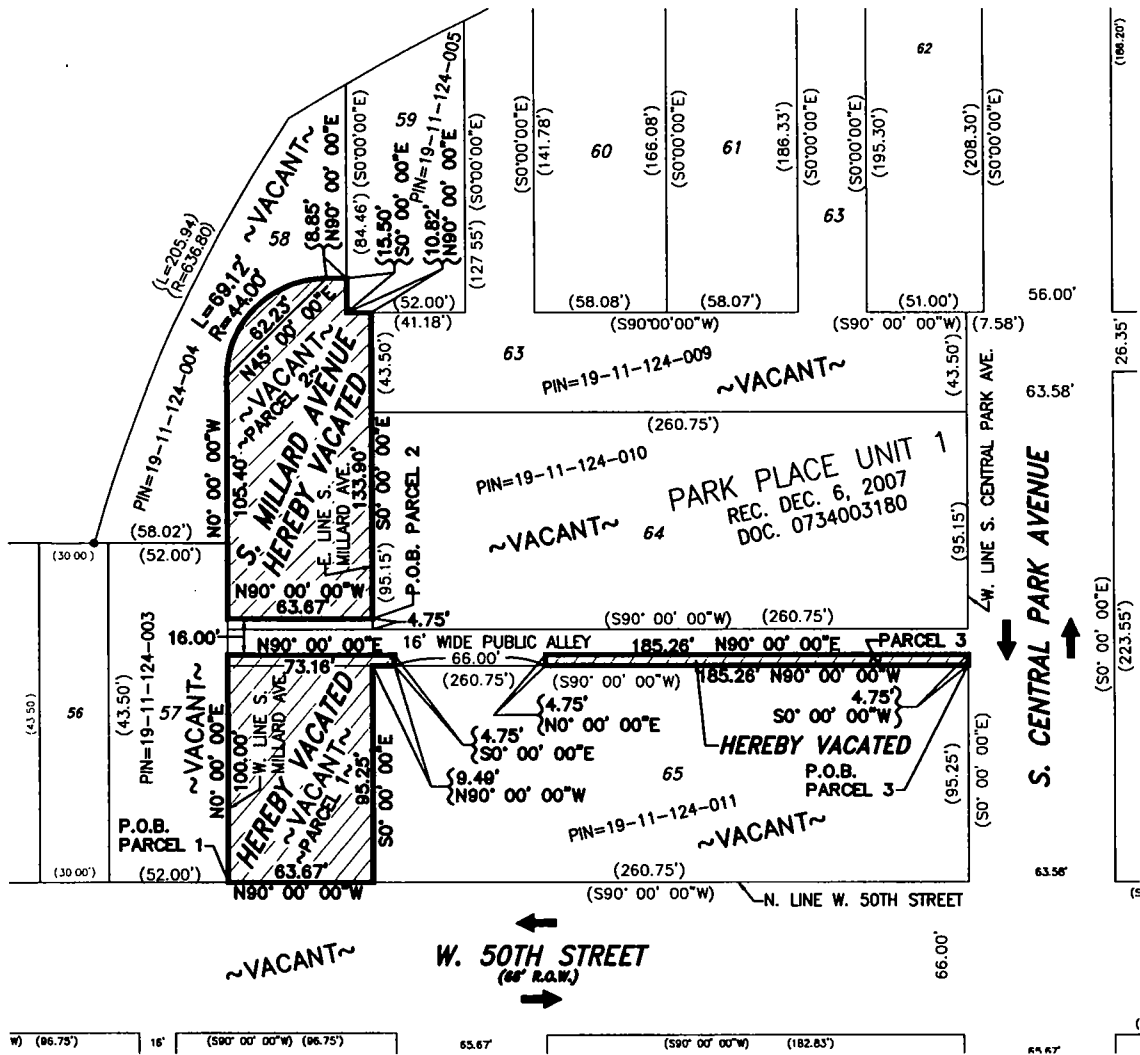 62
(186.20')
59
PIN=19-11-124-005
(S0°00'00"E)
(84.46')
(S0°00'00"E)
(127.55')
(S0°00'00"E)
(141.78')
60
(S0°00'00"E)
(166.08')
61
(S0°00'00"E)
(186.33')
(S0°00'00"E)
63
(S0°00'00"E)
(195.30')
(S0°00'00"E)
(208.30')
~VACANT~
58
8.85'
N90° 00' 00"E
15.50'
S0° 00' 00"E
10.82'
N90° 00' 00"E
(L=205.94)
(R=636.80)
L=69.12'
R=44.00'
62.23'
N45° 00' 00"E
(52.00')
(41.18')
(58.08')
(58.07')
(51.00')
56.00'
(S90°00'00"W)
(S90° 00' 00"W)
(7.58')
PIN=19-11-124-004
~VACANT~
~PARCEL 2~
S. MILLARD AVENUE
HEREBY VACATED
(43.50')
63
PIN=19-11-124-009
~VACANT~
(43.50')
W. LINE S. CENTRAL PARK AVE.
26.35'
63.58'
(260.75')
N0° 00' 00"W
105.40'
E. LINE S.
MILLARD AVE.
133.90'
S0° 00' 00"E
(95.15')
P.O.B. PARCEL 2
PIN=19-11-124-010
~VACANT~
64
PARK PLACE UNIT 1
REC. DEC. 6, 2007
DOC. 0734003180
(95.15')
S. CENTRAL PARK AVENUE
(58.02')
(30 00')
(52.00')
N90° 00' 00"W
63.67'
4.75'
(S90° 00' 00"W)
(260.75')
(S0° 00' 00"E)
(223.55')
16.00'
N90° 00' 00"E
16' WIDE PUBLIC ALLEY
185.26'
N90° 00' 00"E
PARCEL 3
73.16'
66.00'
185.26'
N90° 00' 00"W
(260.75')
(S90° 00' 00"W)
4.75'
N0° 00' 00"E
4.75'
S0° 00' 00"W
4.75'
S0° 00' 00"E
9.49'
N90° 00' 00"W
HEREBY VACATED
P.O.B.
PARCEL 3
(43 50')
56
(43.50')
57
PIN=19-11-124-003
~VACANT~
N0° 00' 00"E
W. LINE S.
MILLARD AVE.
100.00'
HEREBY VACATED
~VACANT~
~PARCEL 1~
95.25'
S0° 00' 00"E
65
PIN=19-11-124-011
~VACANT~
(95.25')
(S0° 00' 00"E)
P.O.B.
PARCEL 1
(30 00')
(52.00')
63.67'
N90° 00' 00"W
(260.75')
(S90° 00' 00"W)
N. LINE W. 50TH STREET
63.58'
~VACANT~
W. 50TH STREET
(66' R.O.W.)
66.00'
W) (96.75')
16'
(S90° 00' 00"W) (96.75')
65.67'
(S90° 00' 00"W)
(182.83')
65.67'